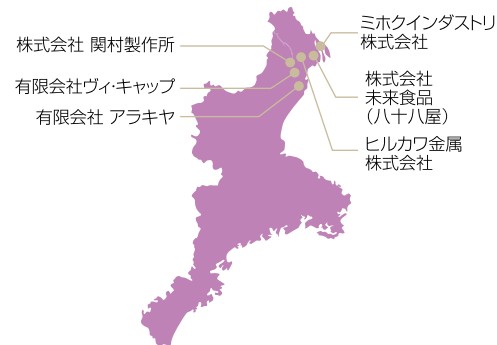 株式会社 関村製作所
有限会社ヴィ・キャップ
有限会社 アラキヤ
ミホクインダストリ
株式会社
株式会社
未来食品
（八十八屋）
ヒルカワ金属
株式会社